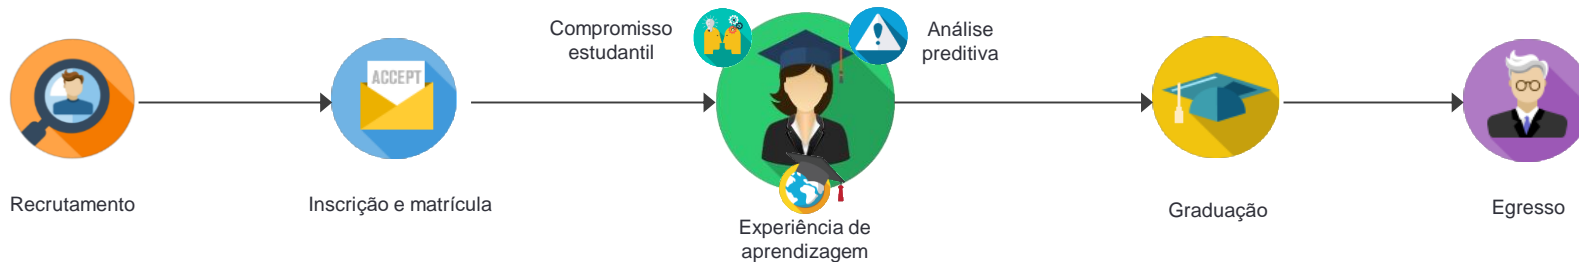 Recrutamento
ACCEPT
Inscrição e matrícula
Compromisso
estudantil
Análise
preditiva
Experiência de
aprendizagem
Graduação
Egresso